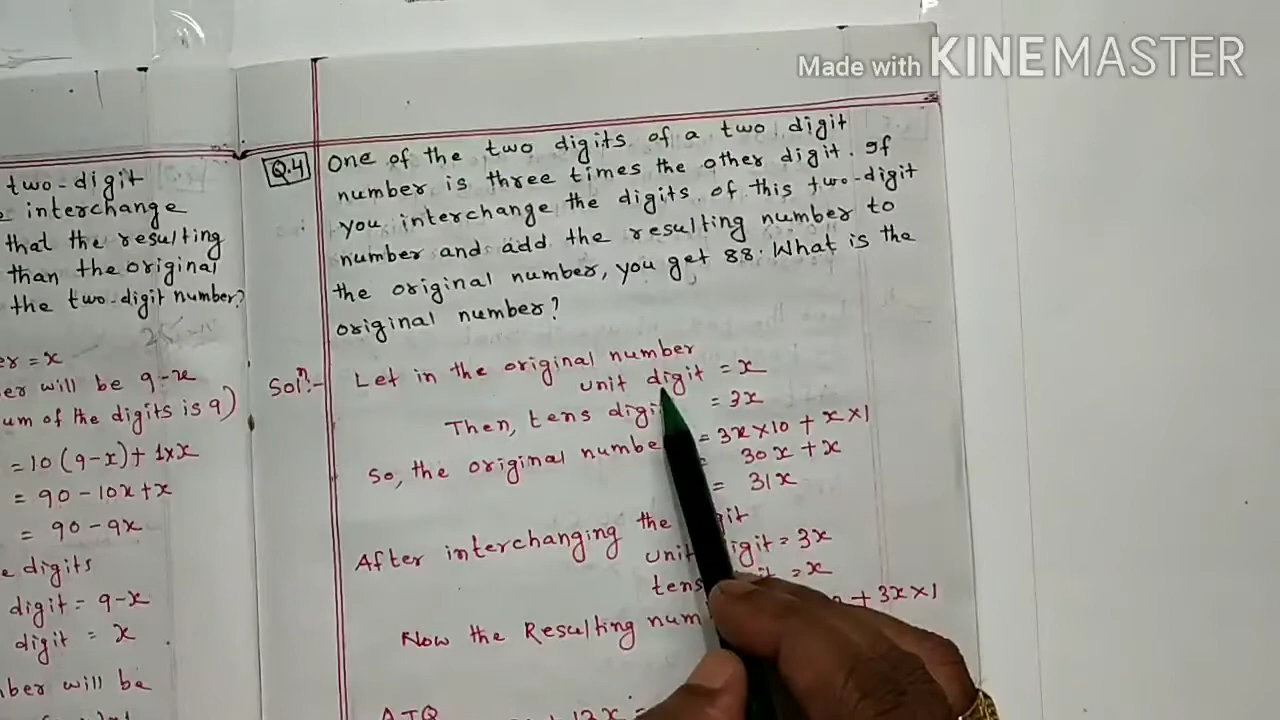 Made with KINEMASTER
two-digit
interchange
that the resulting
than the original
the two-digit number?
er = x
er will be 9-x
um of the digits is 9)
= 10(9-x) + 1×x
= 90-10x+x
= 90-9x
e digits
digit = 9-x
digit = x
ber will be
Q.4 One of the two digits of a two digit
number is three times the other digit. If
you interchange the digits of this two-digit
number and add the resulting number to
the original number, you get 88. What is the
original number?
Solⁿ:- Let in the original number
unit digit = x
Then, tens digi = 3x
So, the original numbe = 3x×10 + x×1
= 30x + x
= 31x
After interchanging the git
unit igit = 3x
tens it = x
Now the Resulting num + 3x×1
ATQ + 13x =